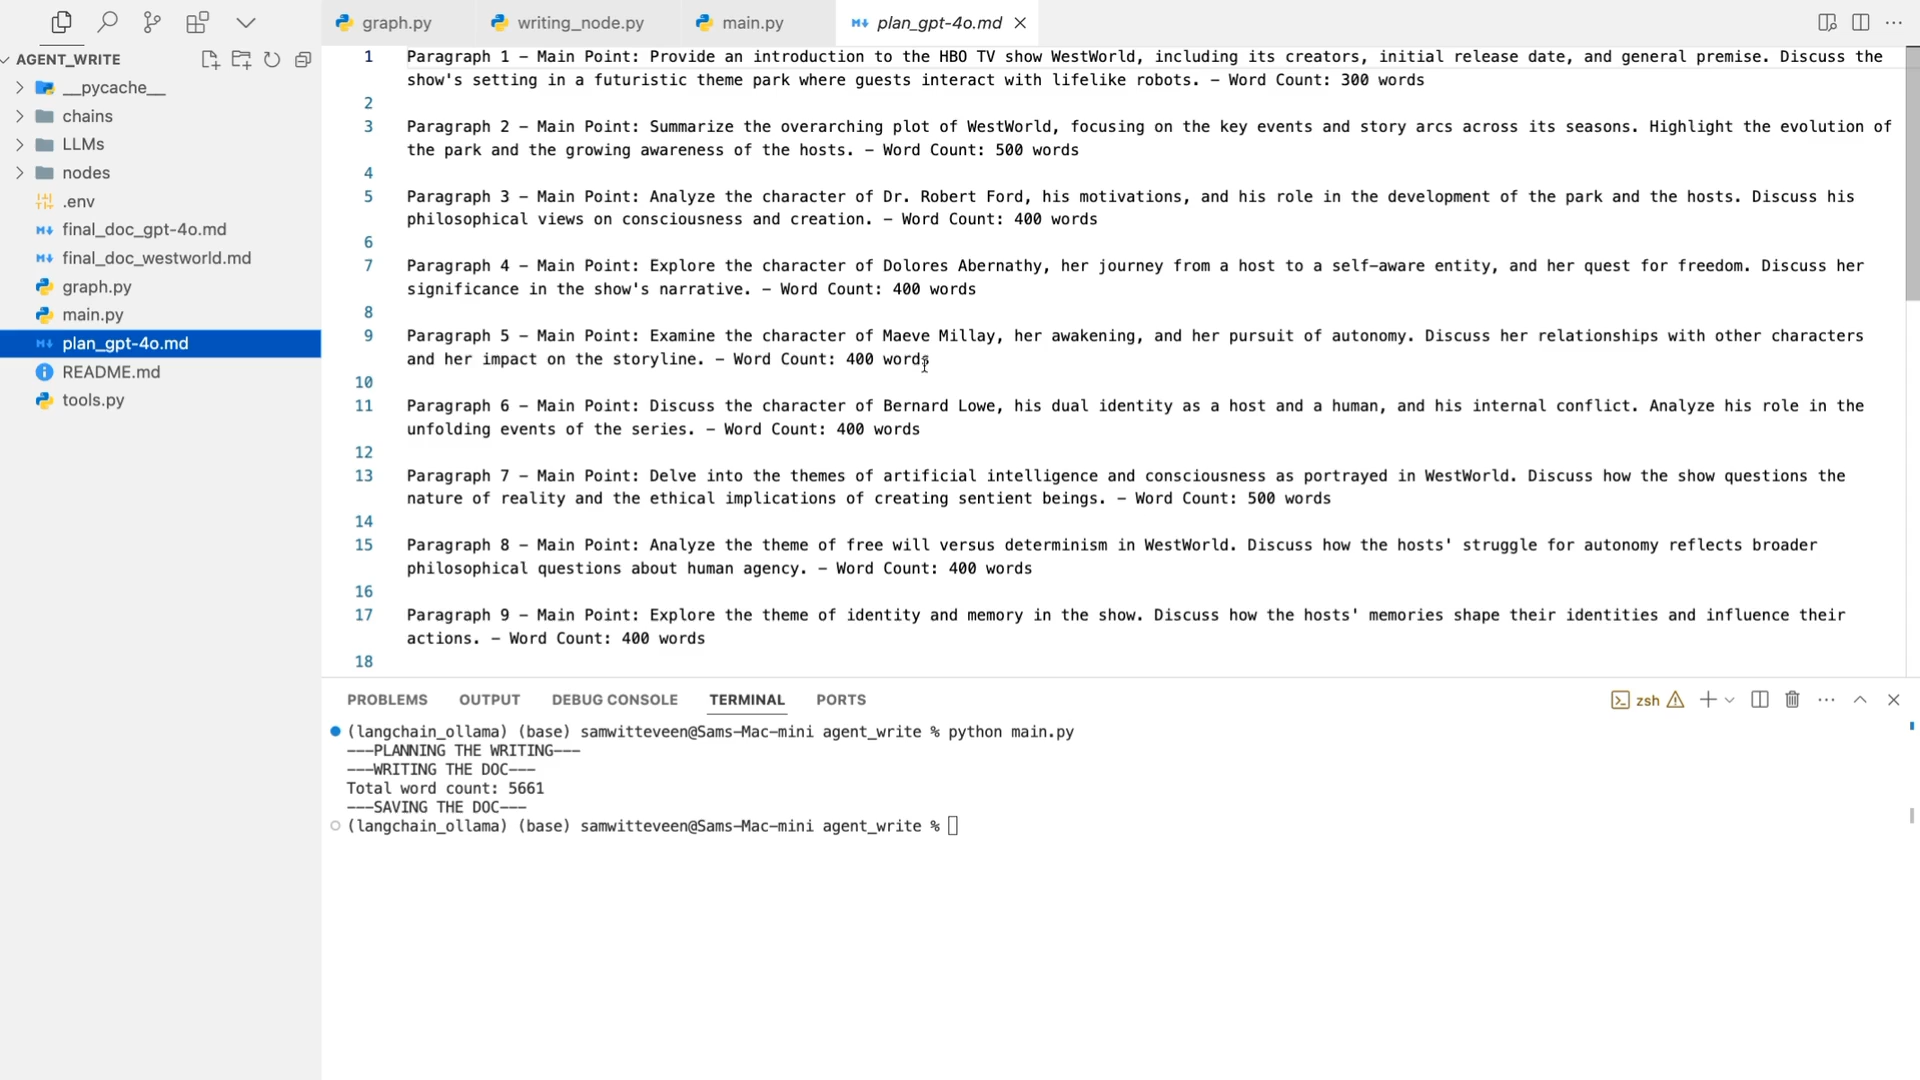 graph.py
writing_node.py
main.py
plan_gpt-4o.md
AGENT_WRITE
__pycache__
chains
LLMs
nodes
.env
final_doc_gpt-4o.md
final_doc_westworld.md
graph.py
main.py
plan_gpt-4o.md
README.md
tools.py
1 Paragraph 1 – Main Point: Provide an introduction to the HBO TV show WestWorld, including its creators, initial release date, and general premise. Discuss the
show's setting in a futuristic theme park where guests interact with lifelike robots. – Word Count: 300 words
2
3 Paragraph 2 – Main Point: Summarize the overarching plot of WestWorld, focusing on the key events and story arcs across its seasons. Highlight the evolution of
the park and the growing awareness of the hosts. – Word Count: 500 words
4
5 Paragraph 3 – Main Point: Analyze the character of Dr. Robert Ford, his motivations, and his role in the development of the park and the hosts. Discuss his
philosophical views on consciousness and creation. – Word Count: 400 words
6
7 Paragraph 4 – Main Point: Explore the character of Dolores Abernathy, her journey from a host to a self-aware entity, and her quest for freedom. Discuss her
significance in the show's narrative. – Word Count: 400 words
8
9 Paragraph 5 – Main Point: Examine the character of Maeve Millay, her awakening, and her pursuit of autonomy. Discuss her relationships with other characters
and her impact on the storyline. – Word Count: 400 words
10
11 Paragraph 6 – Main Point: Discuss the character of Bernard Lowe, his dual identity as a host and a human, and his internal conflict. Analyze his role in the
unfolding events of the series. – Word Count: 400 words
12
13 Paragraph 7 – Main Point: Delve into the themes of artificial intelligence and consciousness as portrayed in WestWorld. Discuss how the show questions the
nature of reality and the ethical implications of creating sentient beings. – Word Count: 500 words
14
15 Paragraph 8 – Main Point: Analyze the theme of free will versus determinism in WestWorld. Discuss how the hosts' struggle for autonomy reflects broader
philosophical questions about human agency. – Word Count: 400 words
16
17 Paragraph 9 – Main Point: Explore the theme of identity and memory in the show. Discuss how the hosts' memories shape their identities and influence their
actions. – Word Count: 400 words
18
PROBLEMS OUTPUT DEBUG CONSOLE TERMINAL PORTS
zsh
(langchain_ollama) (base) samwitteveen@Sams-Mac-mini agent_write % python main.py
---PLANNING THE WRITING---
---WRITING THE DOC---
Total word count: 5661
---SAVING THE DOC---
(langchain_ollama) (base) samwitteveen@Sams-Mac-mini agent_write %